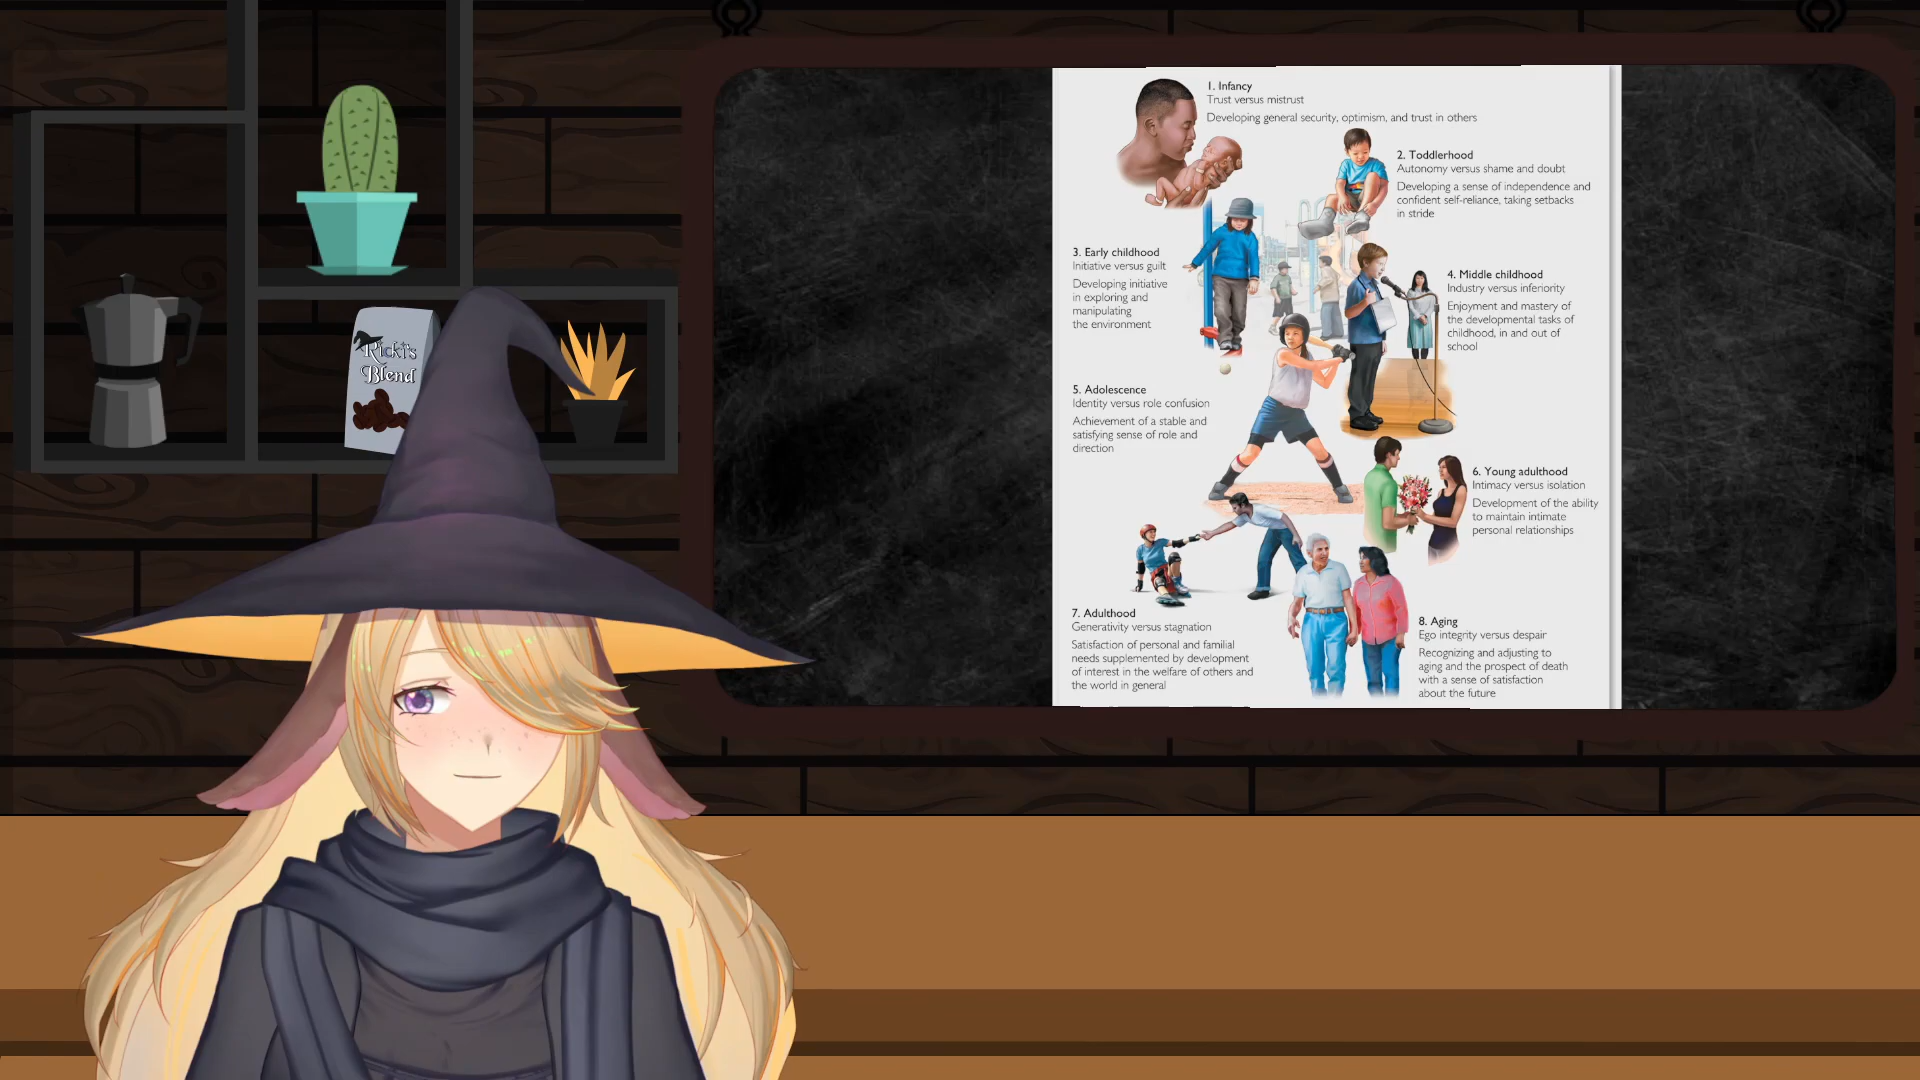 Ricki's
Blend
1. Infancy
Trust versus mistrust
Developing general security, optimism, and trust in others
2. Toddlerhood
Autonomy versus shame and doubt
Developing a sense of independence and
confident self-reliance, taking setbacks
in stride
3. Early childhood
Initiative versus guilt
Developing initiative
in exploring and
manipulating
the environment
4. Middle childhood
Industry versus inferiority
Enjoyment and mastery of
the developmental tasks of
childhood, in and out of
school
5. Adolescence
Identity versus role confusion
Achievement of a stable and
satisfying sense of role and
direction
6. Young adulthood
Intimacy versus isolation
Development of the ability
to maintain intimate
personal relationships
7. Adulthood
Generativity versus stagnation
Satisfaction of personal and familial
needs supplemented by development
of interest in the welfare of others and
the world in general
8. Aging
Ego integrity versus despair
Recognizing and adjusting to
aging and the prospect of death
with a sense of satisfaction
about the future